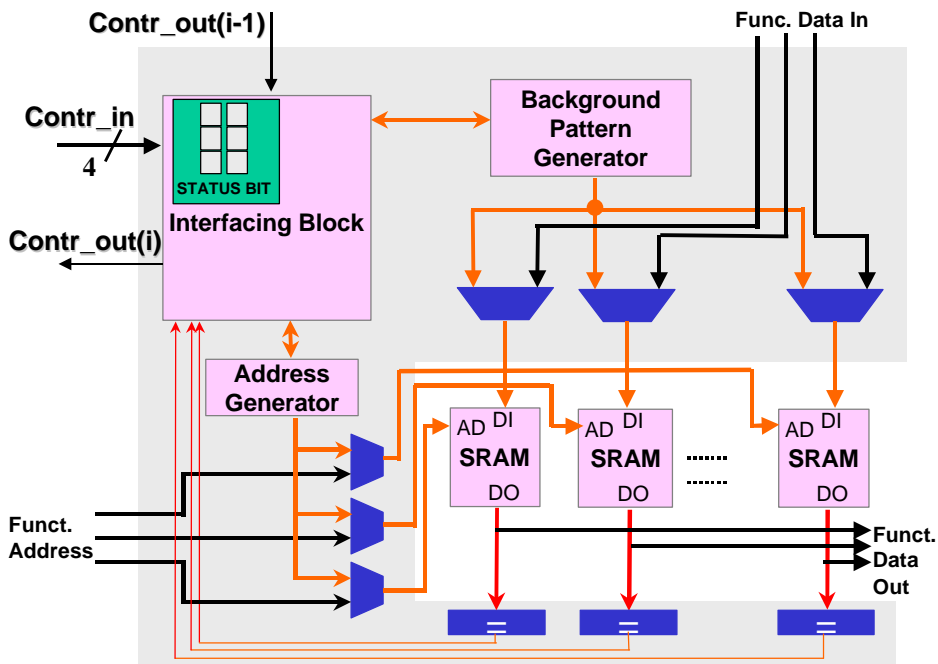 Contr_out(i-1)
Func. Data In
Contr_in
4
STATUS BIT
Interfacing Block
Background
Pattern
Generator
Contr_out(i)
Address
Generator
AD DI
SRAM
DO
AD DI
SRAM
DO
AD DI
SRAM
DO
Funct.
Address
Funct.
Data
Out
=
=
=